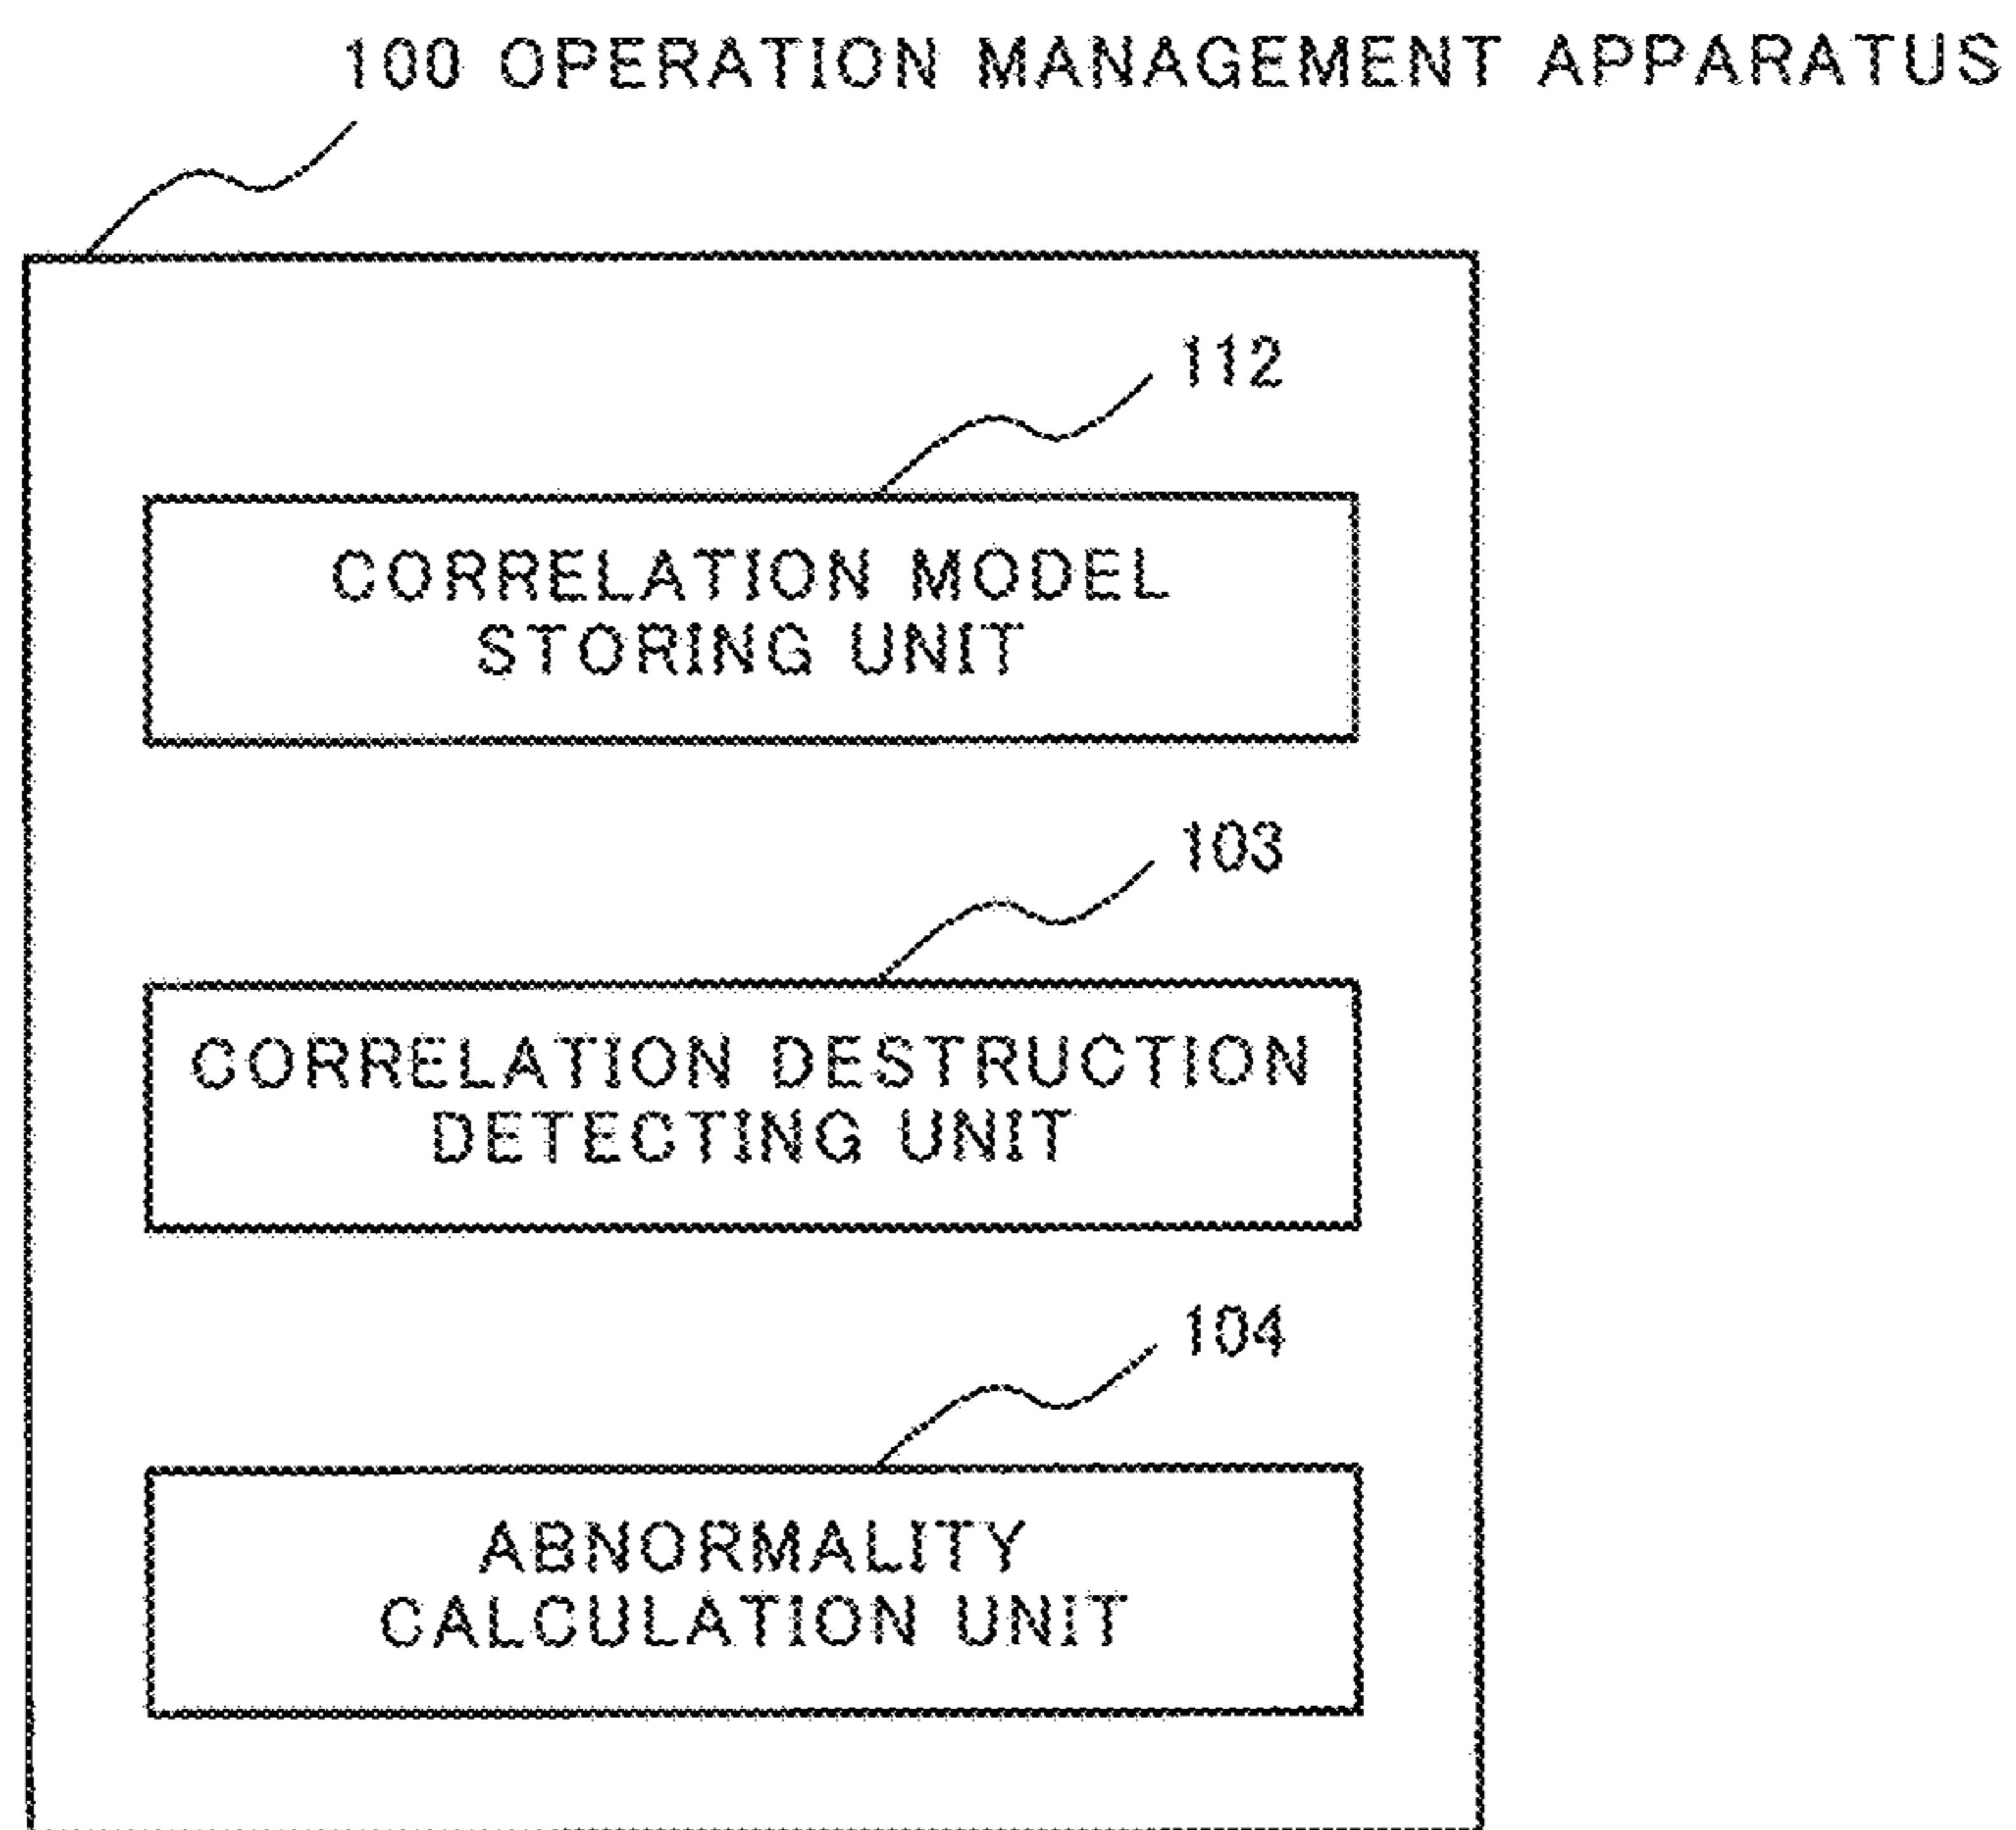 100 OPERATION MANAGEMENT APPARATUS
112
CORRELATION MODEL
STORING UNIT
103
CORRELATION DESTRUCTION
DETECTING UNIT
104
ABNORMALITY
CALCULATION UNIT